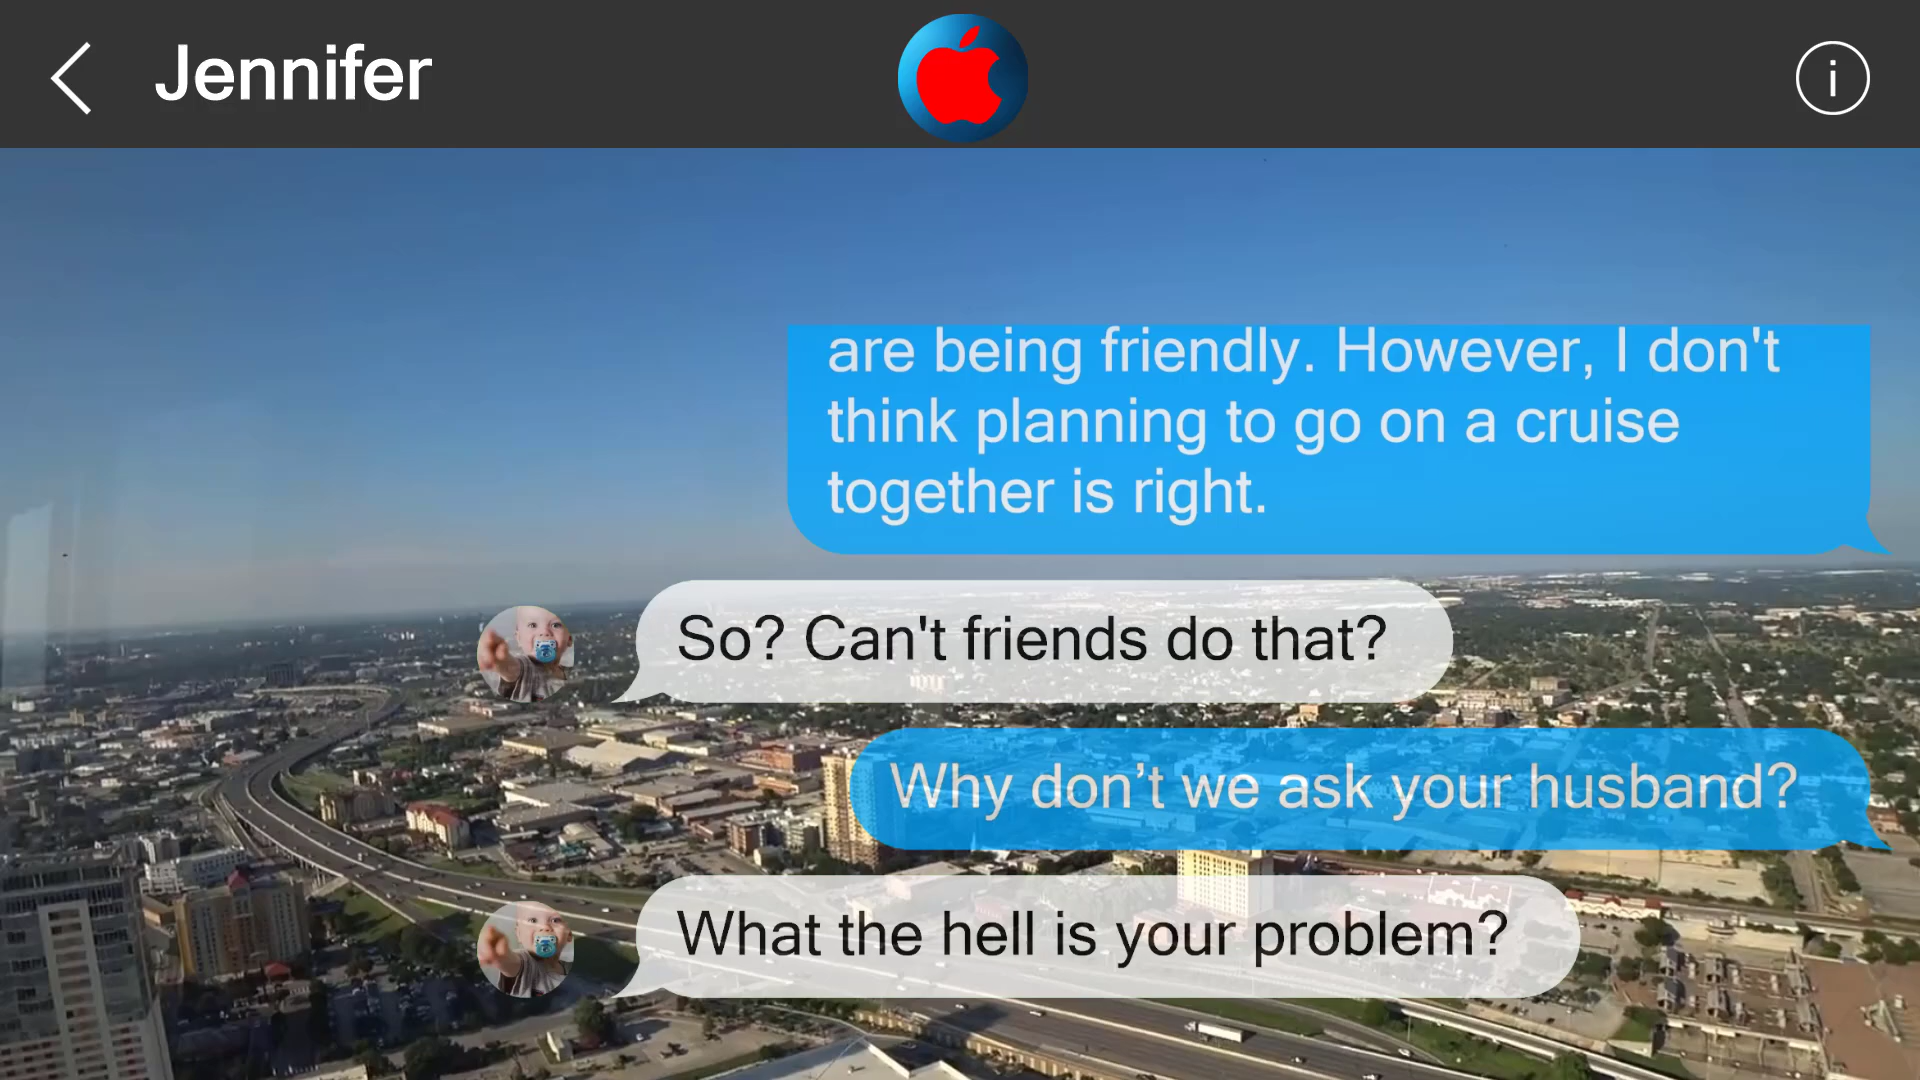 Jennifer
i
are being friendly. However, I don't
think planning to go on a cruise
together is right.
So? Can't friends do that?
Why don’t we ask your husband?
What the hell is your problem?